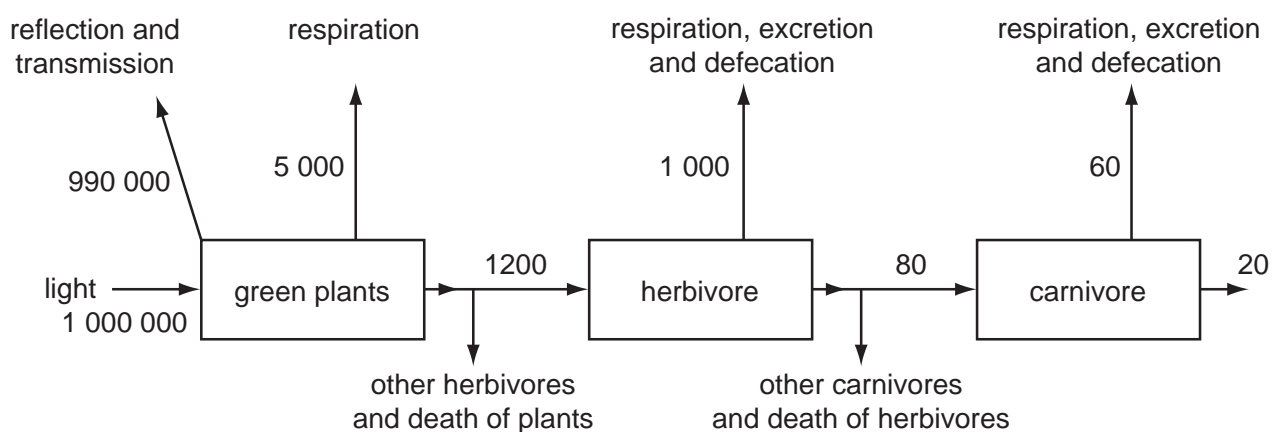 reflection and
transmission
respiration
respiration, excretion
and defecation
respiration, excretion
and defecation
990 000
5 000
1 000
60
light
1 000 000
green plants
1200
herbivore
80
carnivore
20
other herbivores
and death of plants
other carnivores
and death of herbivores